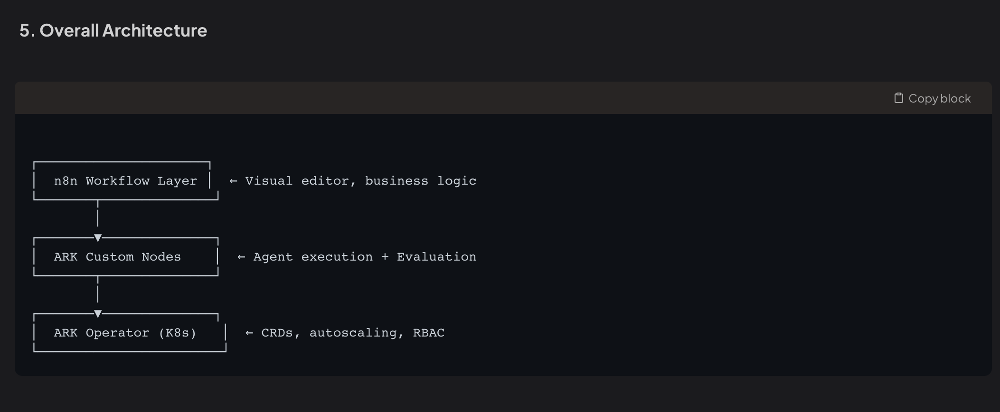 5. Overall Architecture
Copy block
n8n Workflow Layer ← Visual editor, business logic
ARK Custom Nodes ← Agent execution + Evaluation
ARK Operator (K8s) ← CRDs, autoscaling, RBAC